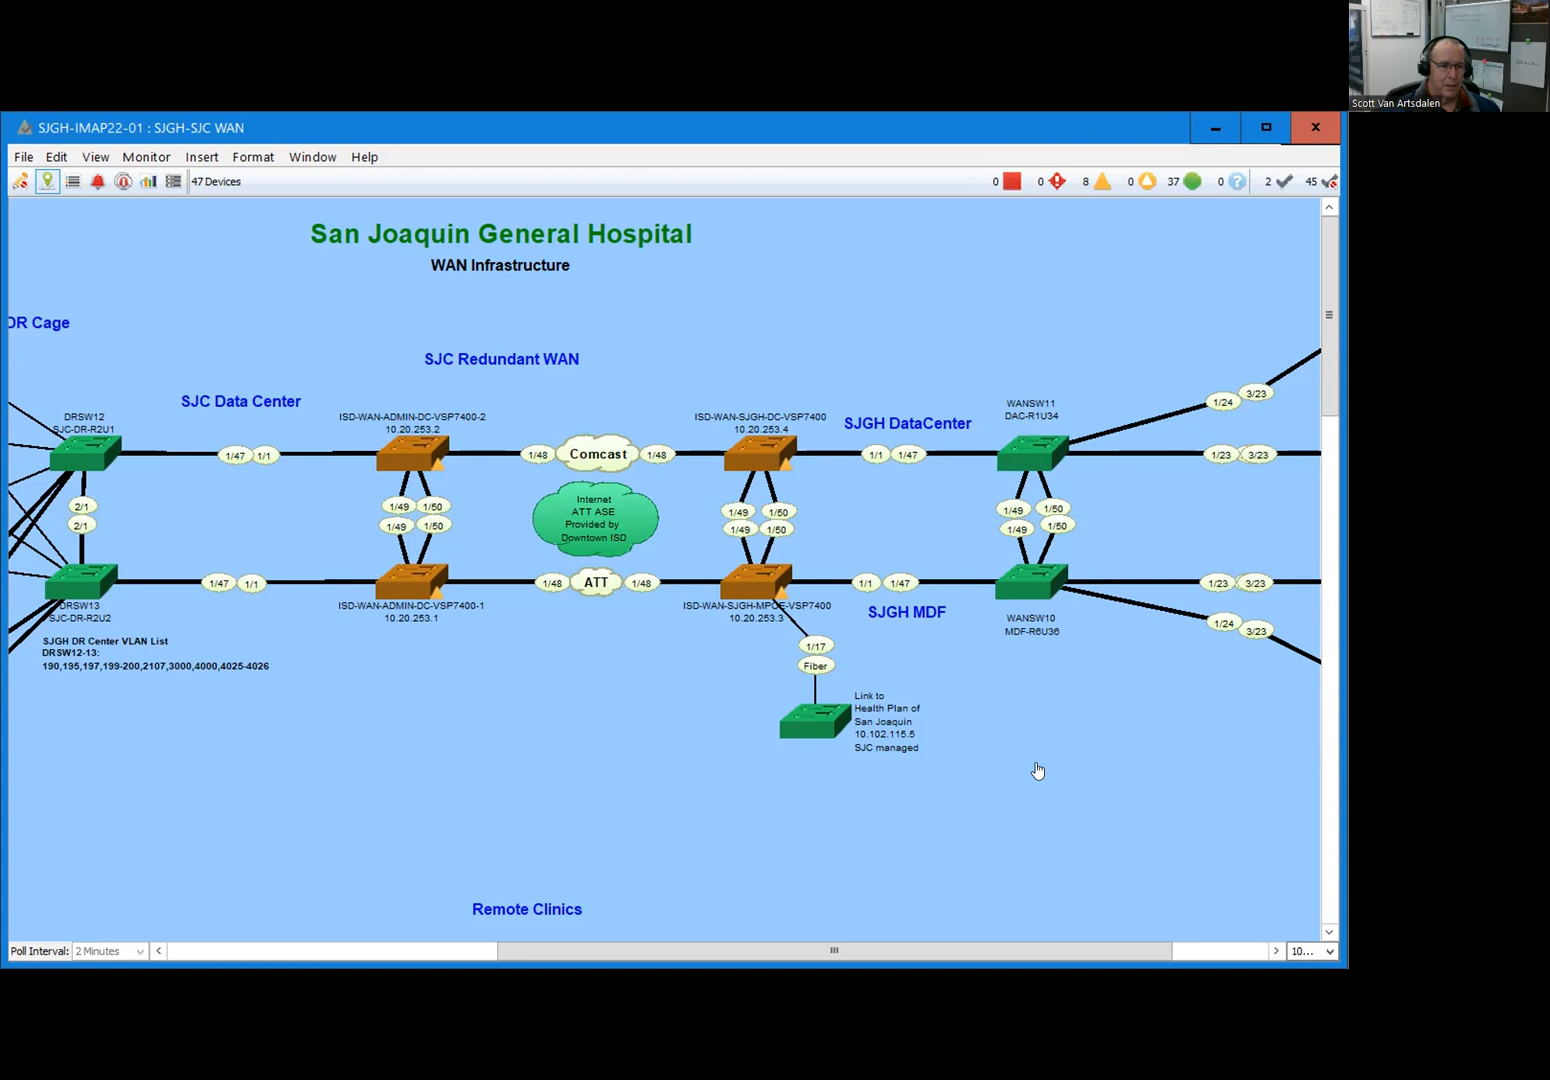 Scott Van Artsdalen
SJGH-IMAP22-01 : SJGH-SJC WAN
File Edit View Monitor Insert Format Window Help
47 Devices
0 0 8 0 37 0 2 45
San Joaquin General Hospital
WAN Infrastructure
DR Cage
SJC Redundant WAN
SJC Data Center
SJGH DataCenter
DRSW12
SJC-DR-R2U1
ISD-WAN-ADMIN-DC-VSP7400-2
10.20.253.2
ISD-WAN-SJGH-DC-VSP7400
10.20.253.4
WANSW11
DAC-R1U34
1/24 3/23
1/47 1/1
1/48 Comcast 1/48
1/1 1/47
1/23 3/23
2/1
2/1
1/49 1/50
1/49 1/50
Internet
ATT ASE
Provided by
Downtown ISD
1/49 1/50
1/49 1/50
1/49 1/50
1/49 1/50
1/47 1/1
1/48 ATT 1/48
1/1 1/47
1/23 3/23
DRSW13
SJC-DR-R2U2
ISD-WAN-ADMIN-DC-VSP7400-1
10.20.253.1
ISD-WAN-SJGH-MPOE-VSP7400
10.20.253.3
SJGH MDF
WANSW10
MDF-R6U36
1/24 3/23
SJGH DR Center VLAN List
DRSW12-13:
190,195,197,199-200,2107,3000,4000,4025-4026
1/17
Fiber
Link to
Health Plan of
San Joaquin
10.102.115.5
SJC managed
Remote Clinics
Poll Interval: 2 Minutes
10...